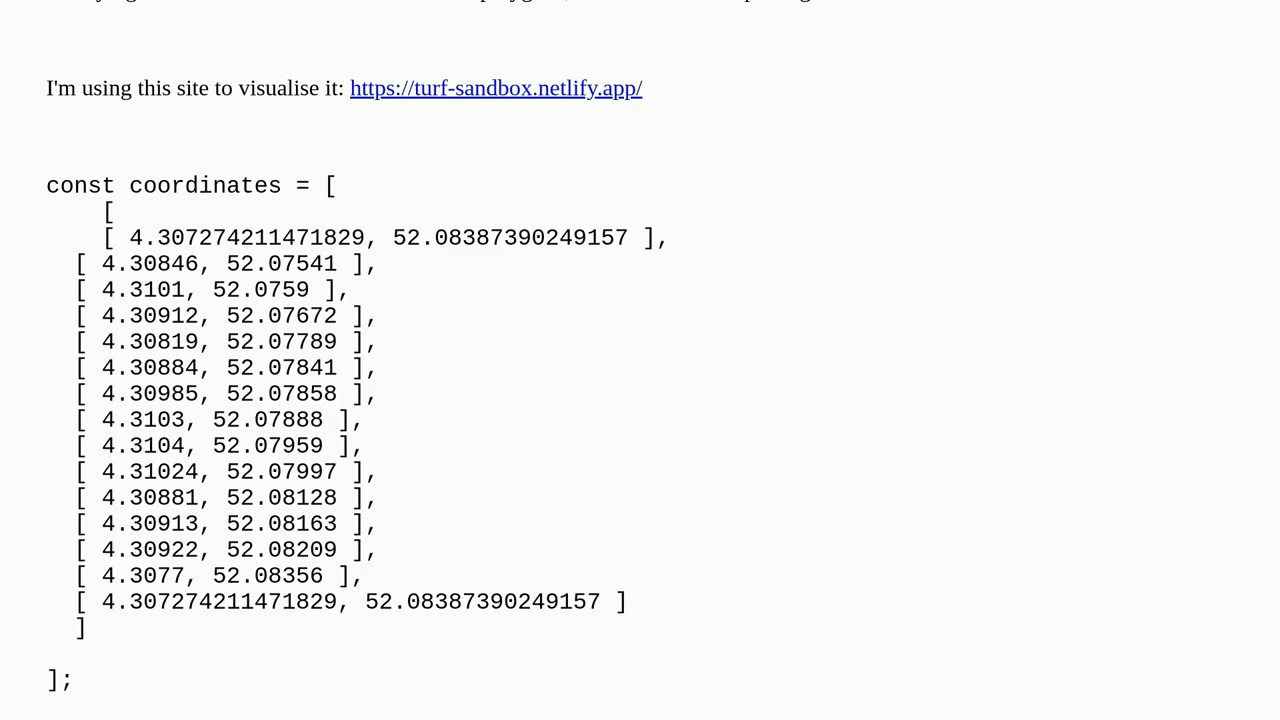 I'm using this site to visualise it: https://turf-sandbox.netlify.app/
const coordinates = [
[
[ 4.307274211471829, 52.08387390249157 ],
[ 4.30846, 52.07541 ],
[ 4.3101, 52.0759 ],
[ 4.30912, 52.07672 ],
[ 4.30819, 52.07789 ],
[ 4.30884, 52.07841 ],
[ 4.30985, 52.07858 ],
[ 4.3103, 52.07888 ],
[ 4.3104, 52.07959 ],
[ 4.31024, 52.07997 ],
[ 4.30881, 52.08128 ],
[ 4.30913, 52.08163 ],
[ 4.30922, 52.08209 ],
[ 4.3077, 52.08356 ],
[ 4.307274211471829, 52.08387390249157 ]
]
];